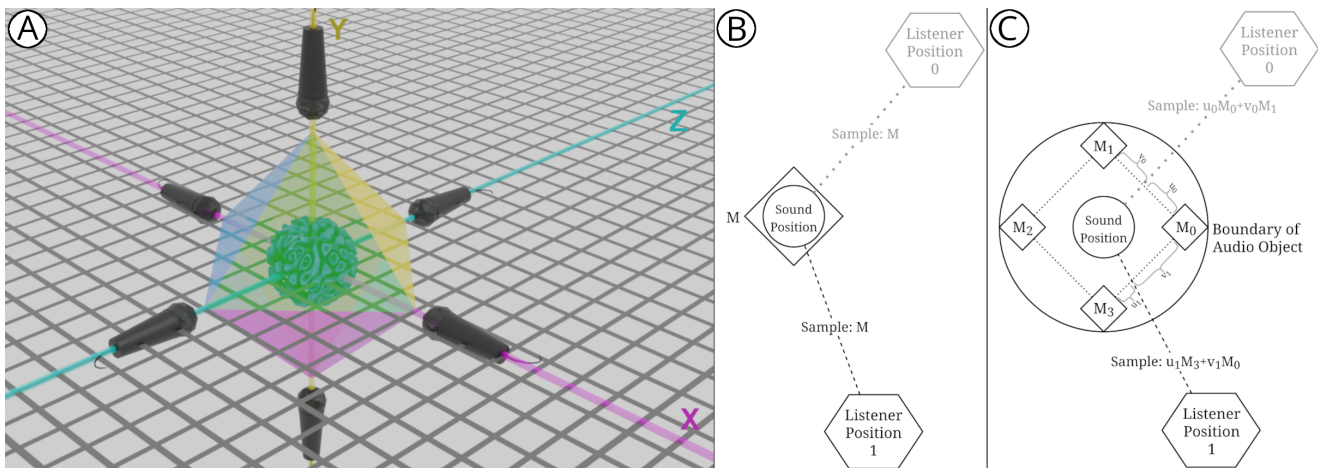 A
Y
Z
X
B
Listener
Position
0
Sample: M
M
Sound
Position
Sample: M
Listener
Position
1
C
Listener
Position
0
Sample: u₀M₀+v₀M₁
M₁
v₀
u₀
M₂
Sound
Position
M₀
Boundary of
Audio Object
v₁
u₁
M₃
Sample: u₁M₃+v₁M₀
Listener
Position
1